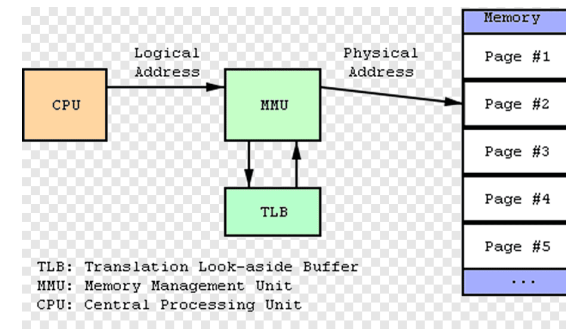 Memory
Logical
Address
Physical
Address
Page #1
CPU
MMU
Page #2
Page #3
TLB
Page #4
Page #5
TLB: Translation Look-aside Buffer
MMU: Memory Management Unit
CPU: Central Processing Unit
...